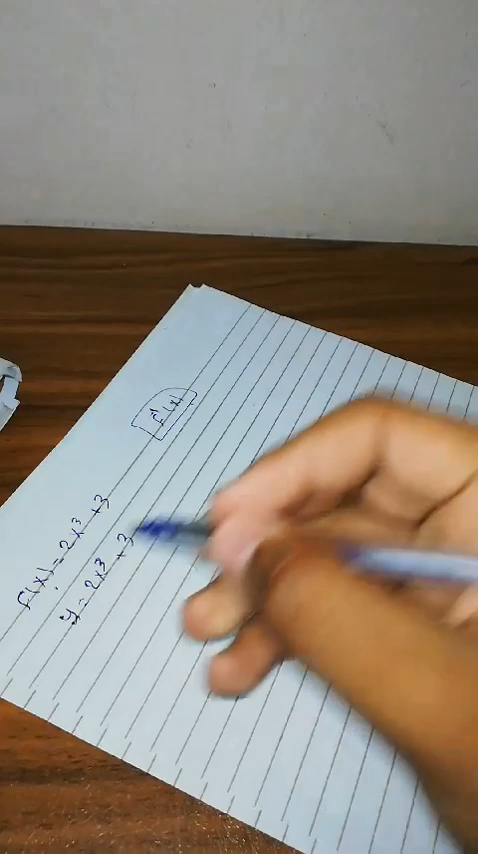 F⁻¹(x)
F(x) = 2x³ + 3
y = 2x³ + 3